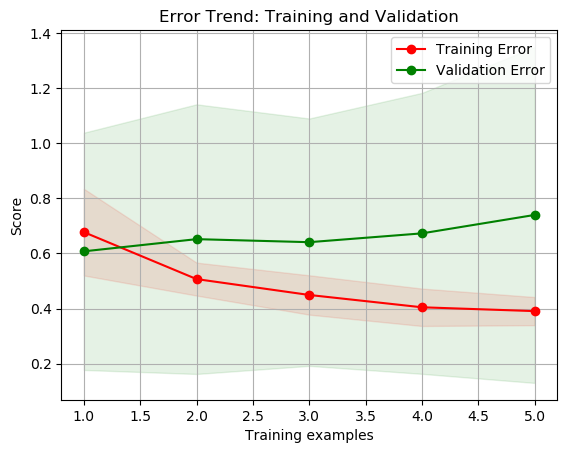 Error Trend: Training and Validation
1.4
1.2
1.0
0.8
0.6
0.4
0.2
Score
Training Error
Validation Error
1.0 1.5 2.0 2.5 3.0 3.5 4.0 4.5 5.0
Training examples